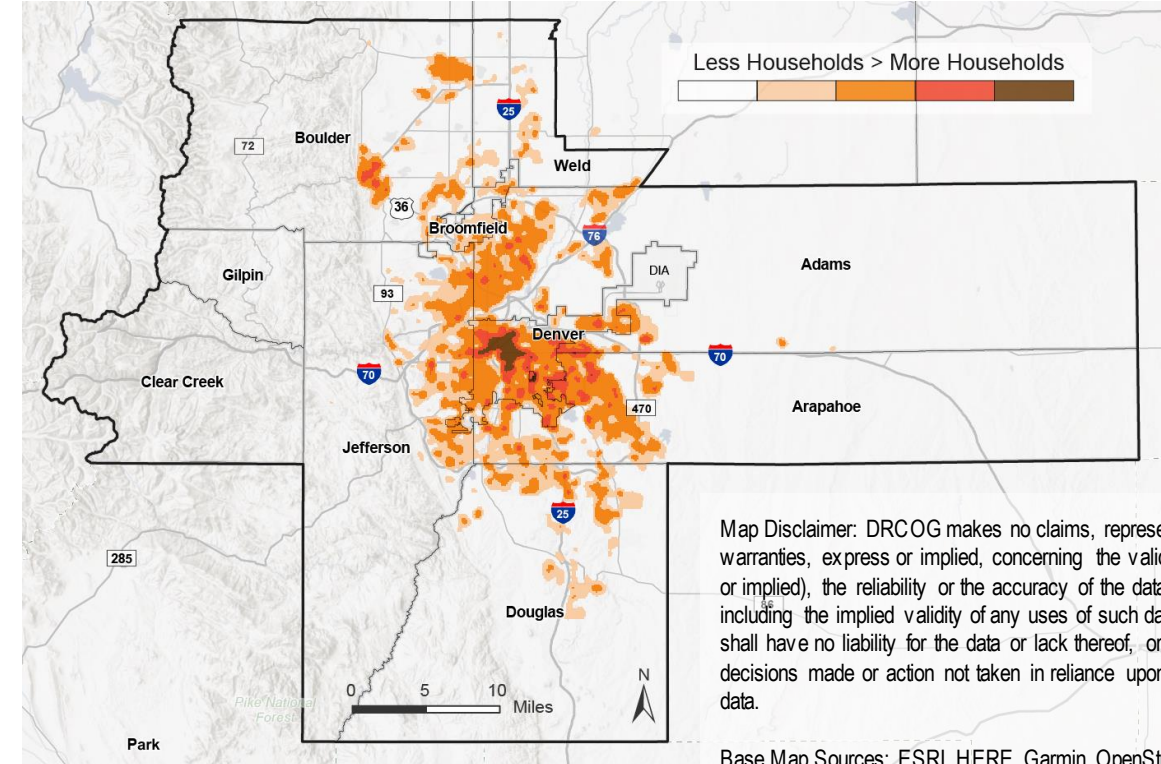 Less Households > More Households
25
Boulder
72
Weld
36
Broomfield
76
DIA
Adams
Gilpin
93
Denver
70
70
Clear Creek
Arapahoe
470
Jefferson
25
Map Disclaimer: DRCOG makes no claims, represe
warranties, express or implied, concerning the valid
285
or implied), the reliability or the accuracy of the data
86
Douglas
including the implied validity of any uses of such da
shall have no liability for the data or lack thereof, or
decisions made or action not taken in reliance upon
data.
N
0 5 10
Miles
Pike National
Forest
Park
Base Map Sources: ESRI, HERE, Garmin, OpenSt